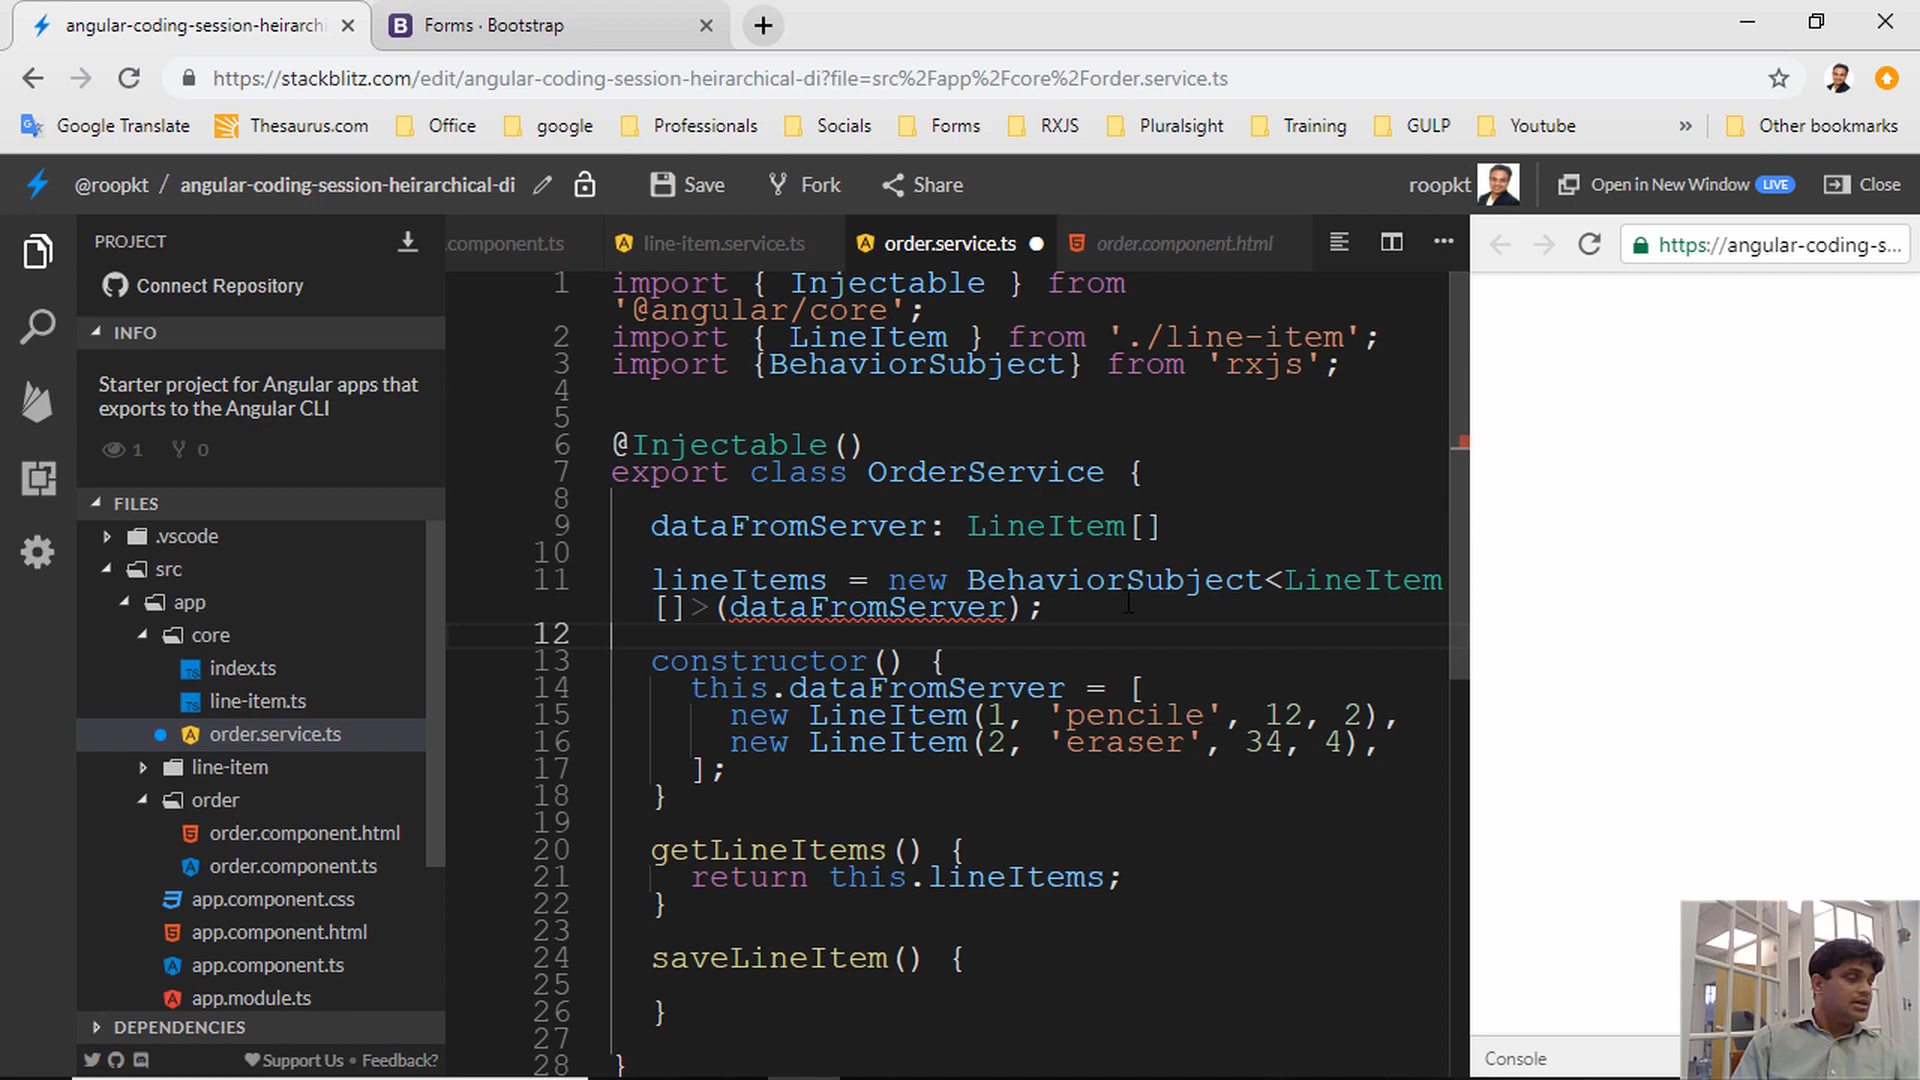 angular-coding-session-heirarchi
Forms · Bootstrap
https://stackblitz.com/edit/angular-coding-session-heirarchical-di?file=src%2Fapp%2Fcore%2Forder.service.ts
Google Translate
Thesaurus.com
Office
google
Professionals
Socials
Forms
RXJS
Pluralsight
Training
GULP
Youtube
»
Other bookmarks
@roopkt / angular-coding-session-heirarchical-di
Save
Fork
Share
roopkt
Open in New Window LIVE
Close
PROJECT
Connect Repository
INFO
Starter project for Angular apps that
exports to the Angular CLI
1
0
FILES
.vscode
src
app
core
index.ts
line-item.ts
order.service.ts
line-item
order
order.component.html
order.component.ts
app.component.css
app.component.html
app.component.ts
app.module.ts
DEPENDENCIES
Support Us • Feedback?
.component.ts
line-item.service.ts
order.service.ts
order.component.html
1 import { Injectable } from
'@angular/core';
2 import { LineItem } from './line-item';
3 import {BehaviorSubject} from 'rxjs';
4
5
6 @Injectable()
7 export class OrderService {
8
9 dataFromServer: LineItem[]
10
11 lineItems = new BehaviorSubject<LineItem
[]>(dataFromServer);
12
13 constructor() {
14 this.dataFromServer = [
15 new LineItem(1, 'pencile', 12, 2),
16 new LineItem(2, 'eraser', 34, 4),
17 ];
18 }
19
20 getLineItems() {
21 return this.lineItems;
22 }
23
24 saveLineItem() {
25
26 }
27
28 }
https://angular-coding-s...
Console